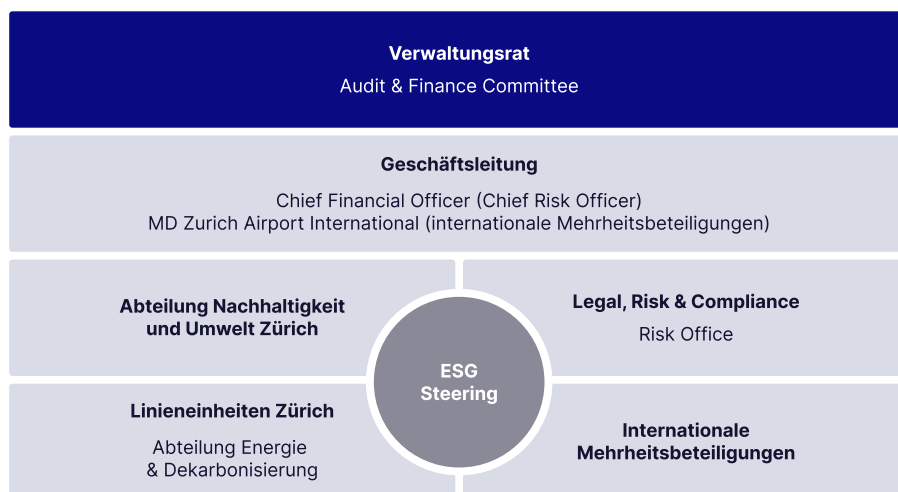 Verwaltungsrat
Audit & Finance Committee
Geschäftsleitung
Chief Financial Officer (Chief Risk Officer)
MD Zurich Airport International (internationale Mehrheitsbeteiligungen)
Abteilung Nachhaltigkeit
und Umwelt Zürich
Legal, Risk & Compliance
Risk Office
ESG
Steering
Linieneinheiten Zürich
Abteilung Energie
& Dekarbonisierung
Internationale
Mehrheitsbeteiligungen